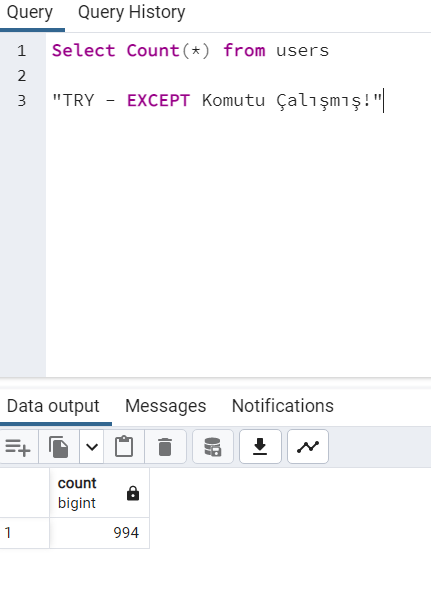 Query Query History
1 Select Count(*) from users
2
3 "TRY - EXCEPT Komutu Çalışmış!"
Data output Messages Notifications
count
bigint
1 994